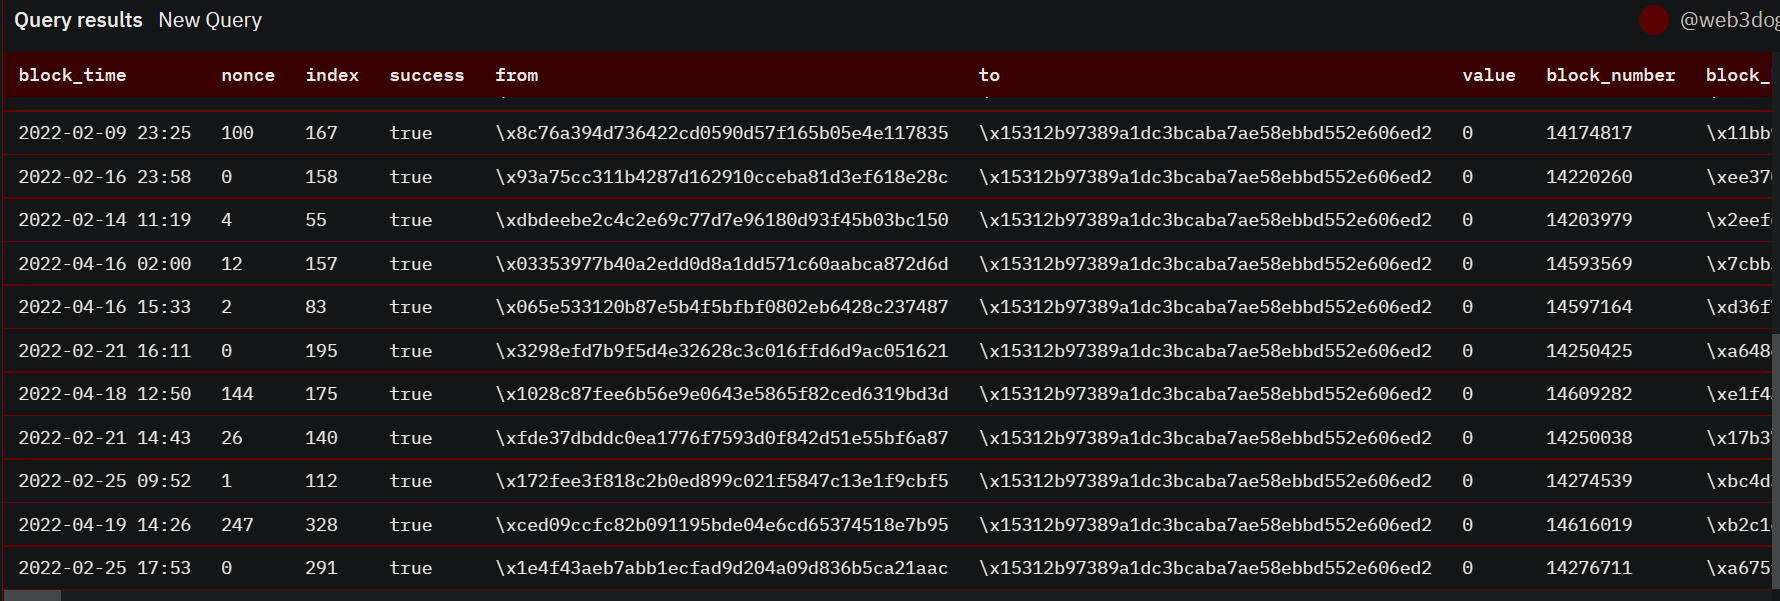 Query results New Query @web3dog
block_time nonce index success from to value block_number block_
2022-02-09 23:25 100 167 true \x8c76a394d736422cd0590d57f165b05e4e117835 \x15312b97389a1dc3bcaba7ae58ebbd552e606ed2 0 14174817 \x11bb
2022-02-16 23:58 0 158 true \x93a75cc311b4287d162910cceba81d3ef618e28c \x15312b97389a1dc3bcaba7ae58ebbd552e606ed2 0 14220260 \xee37
2022-02-14 11:19 4 55 true \xdbdeebe2c4c2e69c77d7e96180d93f45b03bc150 \x15312b97389a1dc3bcaba7ae58ebbd552e606ed2 0 14203979 \x2eef
2022-04-16 02:00 12 157 true \x03353977b40a2edd0d8a1dd571c60aabca872d6d \x15312b97389a1dc3bcaba7ae58ebbd552e606ed2 0 14593569 \x7cbb
2022-04-16 15:33 2 83 true \x065e533120b87e5b4f5bfbf0802eb6428c237487 \x15312b97389a1dc3bcaba7ae58ebbd552e606ed2 0 14597164 \xd36f
2022-02-21 16:11 0 195 true \x3298efd7b9f5d4e32628c3c016ffd6d9ac051621 \x15312b97389a1dc3bcaba7ae58ebbd552e606ed2 0 14250425 \xa648
2022-04-18 12:50 144 175 true \x1028c87fee6b56e9e0643e5865f82ced6319bd3d \x15312b97389a1dc3bcaba7ae58ebbd552e606ed2 0 14609282 \xe1f4
2022-02-21 14:43 26 140 true \xfde37dbddc0ea1776f7593d0f842d51e55bf6a87 \x15312b97389a1dc3bcaba7ae58ebbd552e606ed2 0 14250038 \x17b3
2022-02-25 09:52 1 112 true \x172fee3f818c2b0ed899c021f5847c13e1f9cbf5 \x15312b97389a1dc3bcaba7ae58ebbd552e606ed2 0 14274539 \xbc4d
2022-04-19 14:26 247 328 true \xced09ccfc82b091195bde04e6cd65374518e7b95 \x15312b97389a1dc3bcaba7ae58ebbd552e606ed2 0 14616019 \xb2c1
2022-02-25 17:53 0 291 true \x1e4f43aeb7abb1ecfad9d204a09d836b5ca21aac \x15312b97389a1dc3bcaba7ae58ebbd552e606ed2 0 14276711 \xa675